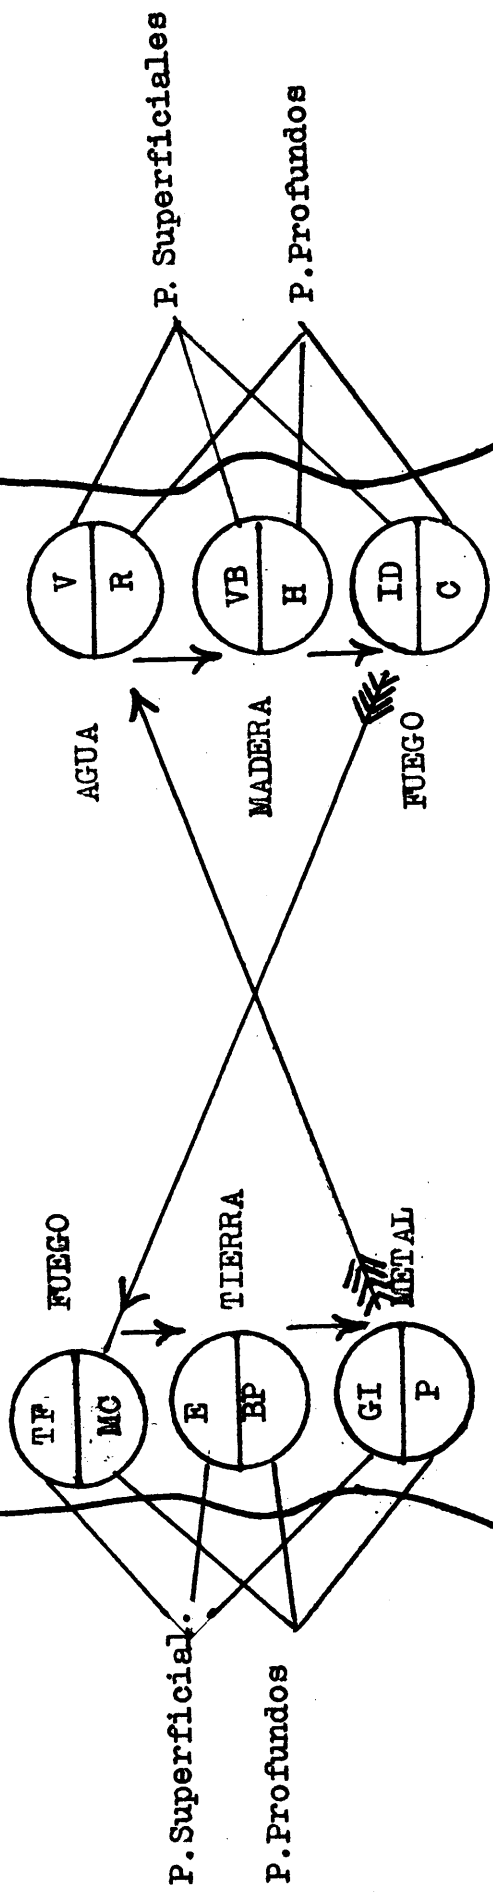 P.Superficial.
P.Profundos
TF
MC
FUEGO
E
BP
TIERRA
GI
P
METAL
AGUA
V
R
MADERA
VB
H
FUEGO
ID
C
P. Superficiales
P.Profundos